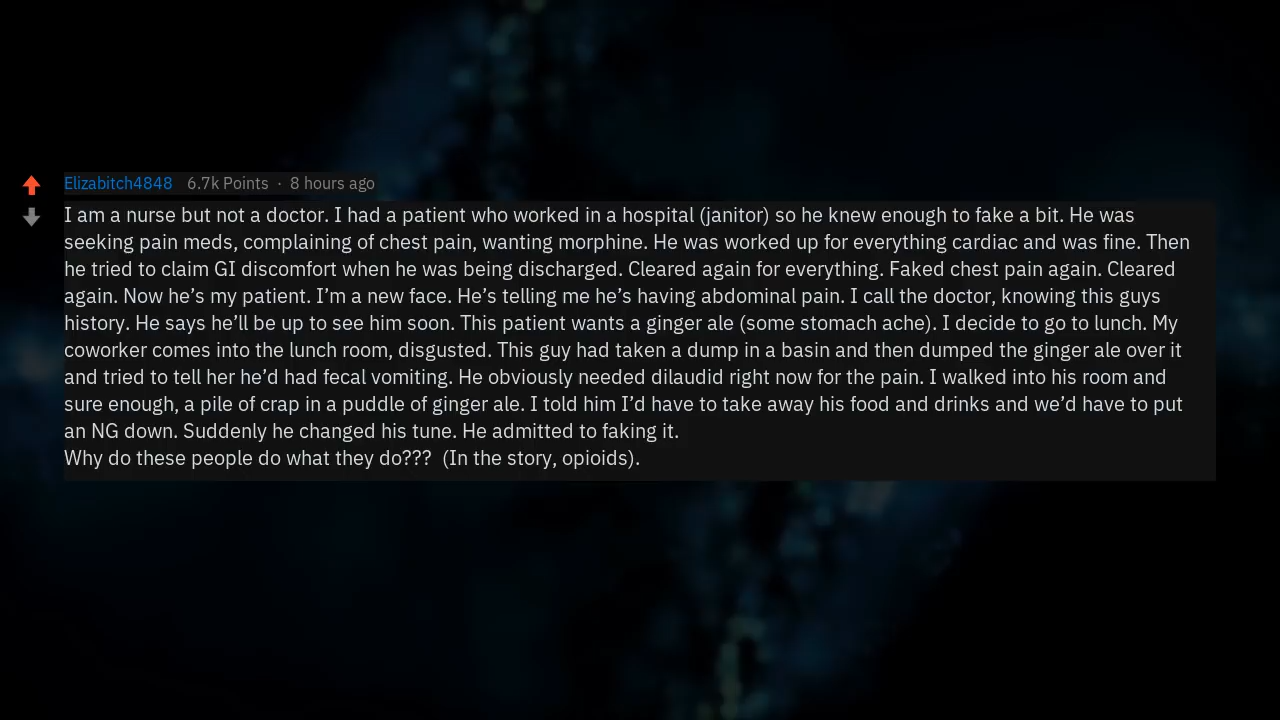 Elizabitch4848 6.7k Points · 8 hours ago
I am a nurse but not a doctor. I had a patient who worked in a hospital (janitor) so he knew enough to fake a bit. He was
seeking pain meds, complaining of chest pain, wanting morphine. He was worked up for everything cardiac and was fine. Then
he tried to claim GI discomfort when he was being discharged. Cleared again for everything. Faked chest pain again. Cleared
again. Now he’s my patient. I’m a new face. He’s telling me he’s having abdominal pain. I call the doctor, knowing this guys
history. He says he’ll be up to see him soon. This patient wants a ginger ale (some stomach ache). I decide to go to lunch. My
coworker comes into the lunch room, disgusted. This guy had taken a dump in a basin and then dumped the ginger ale over it
and tried to tell her he’d had fecal vomiting. He obviously needed dilaudid right now for the pain. I walked into his room and
sure enough, a pile of crap in a puddle of ginger ale. I told him I’d have to take away his food and drinks and we’d have to put
an NG down. Suddenly he changed his tune. He admitted to faking it.
Why do these people do what they do??? (In the story, opioids).